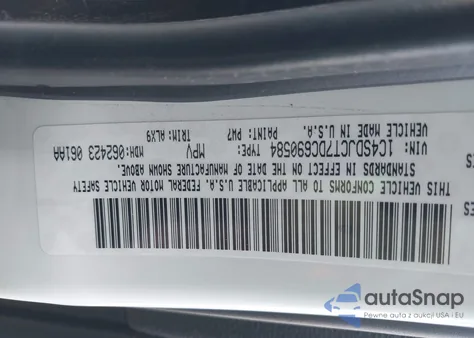 THIS VEHICLE CONFORMS TO ALL APPLICABLE U.S.A. FEDERAL MOTOR VEHICLE SAFETY
STANDARDS IN EFFECT ON THE DATE OF MANUFACTURE SHOWN ABOVE.
VIN: 1C4SDJCT7DC690584 TYPE: MPV MDH: 062423 061AA
VEHICLE MADE IN U.S.A. PAINT: PW7 TRIM: ALX9
autoSnap
Pewne auta z aukcji USA i EU